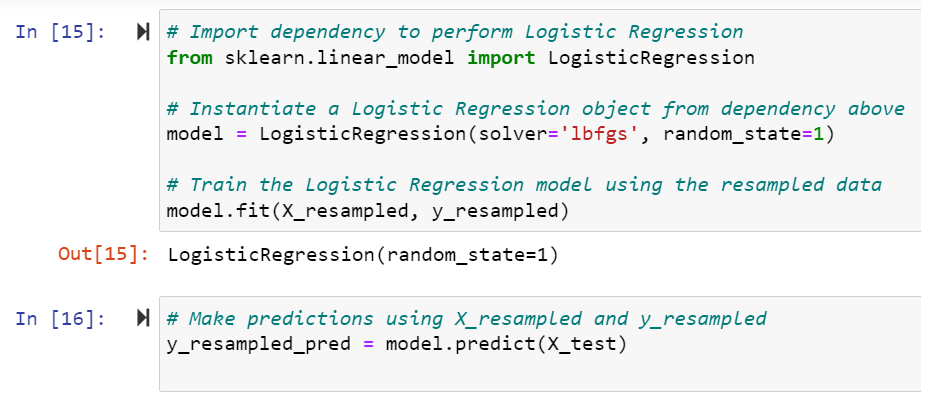 In [15]:
# Import dependency to perform Logistic Regression
from sklearn.linear_model import LogisticRegression
# Instantiate a Logistic Regression object from dependency above
model = LogisticRegression(solver='lbfgs', random_state=1)
# Train the Logistic Regression model using the resampled data
model.fit(X_resampled, y_resampled)
Out[15]: LogisticRegression(random_state=1)
In [16]:
# Make predictions using X_resampled and y_resampled
y_resampled_pred = model.predict(X_test)